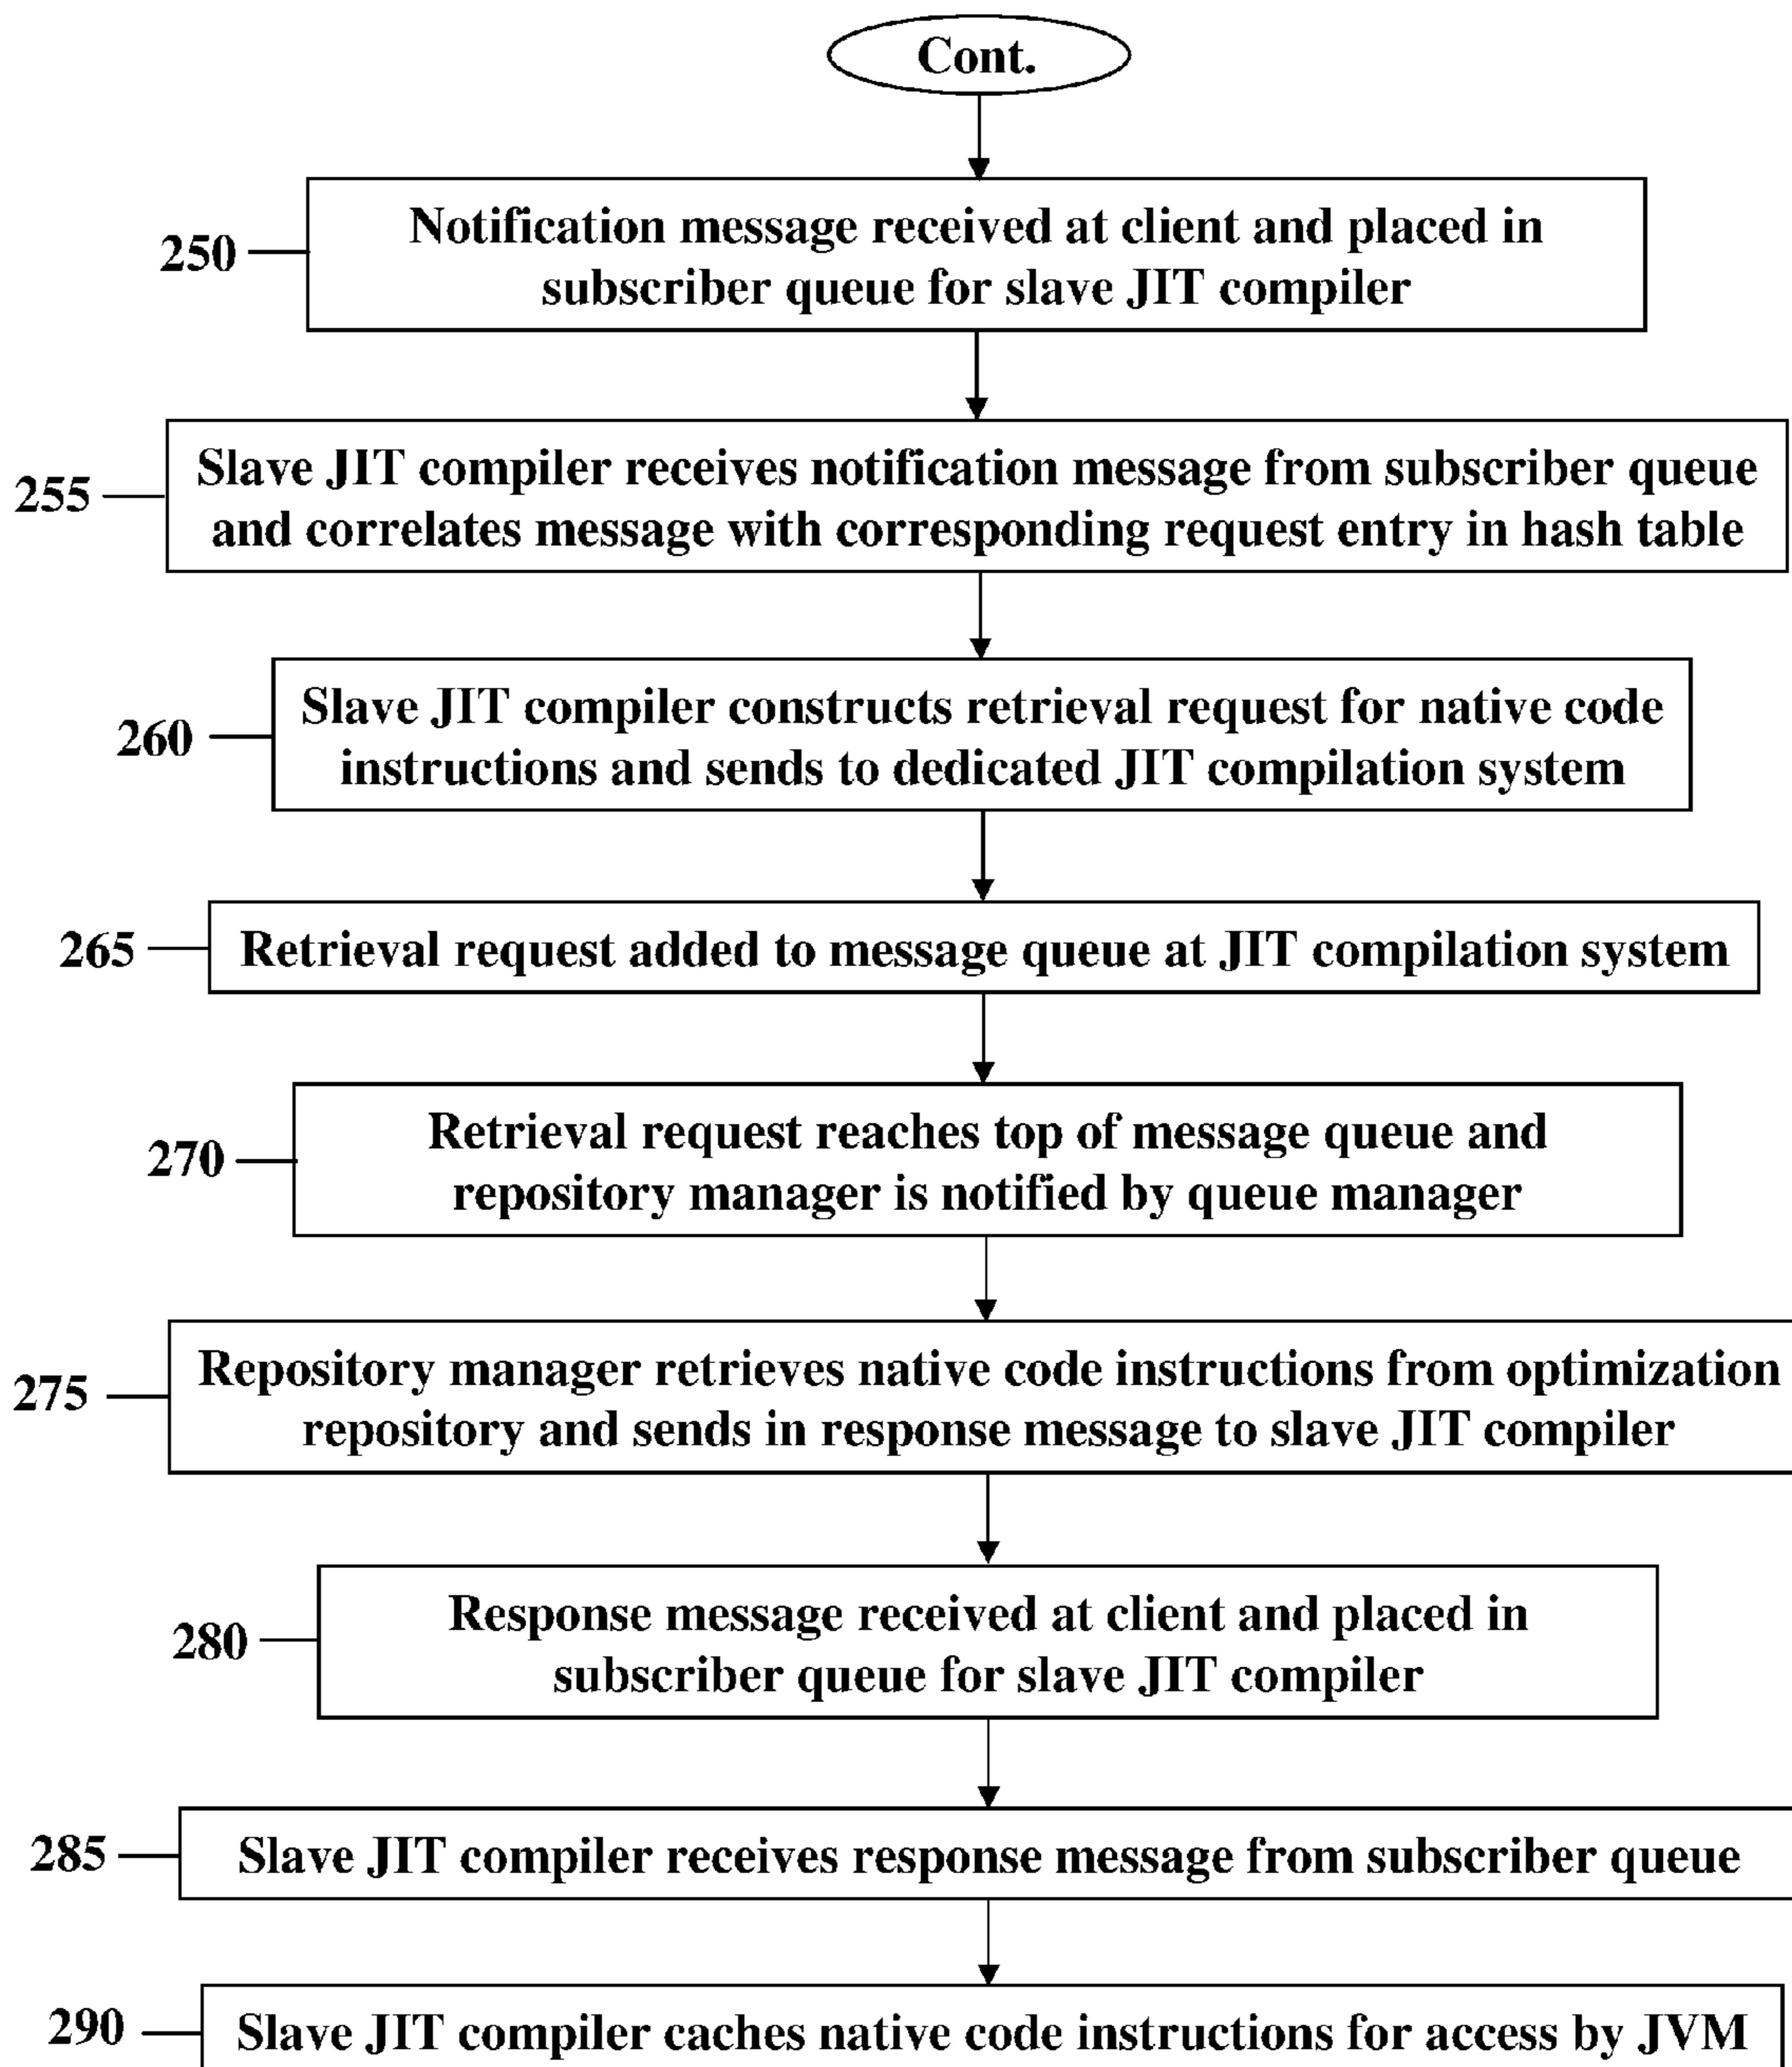 Cont.
250
Notification message received at client and placed in
subscriber queue for slave JIT compiler
255
Slave JIT compiler receives notification message from subscriber queue
and correlates message with corresponding request entry in hash table
260
Slave JIT compiler constructs retrieval request for native code
instructions and sends to dedicated JIT compilation system
265
Retrieval request added to message queue at JIT compilation system
270
Retrieval request reaches top of message queue and
repository manager is notified by queue manager
275
Repository manager retrieves native code instructions from optimization
repository and sends in response message to slave JIT compiler
280
Response message received at client and placed in
subscriber queue for slave JIT compiler
285
Slave JIT compiler receives response message from subscriber queue
290
Slave JIT compiler caches native code instructions for access by JVM